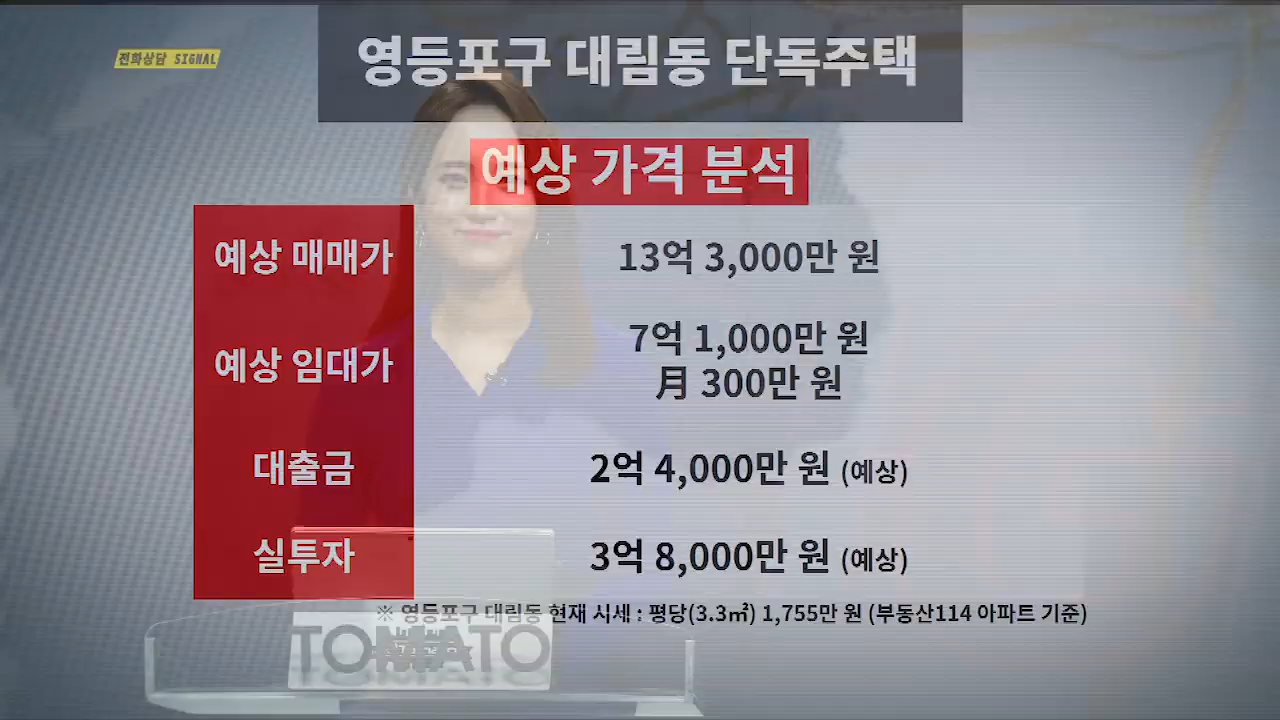 전화상담 SIGNAL
영등포구 대림동 단독주택
예상 가격 분석
예상 매매가 13억 3,000만 원
예상 임대가 7억 1,000만 원
月 300만 원
대출금 2억 4,000만 원 (예상)
실투자 3억 8,000만 원 (예상)
※ 영등포구 대림동 현재 시세 : 평당(3.3㎡) 1,755만 원 (부동산114 아파트 기준)
TOMATO